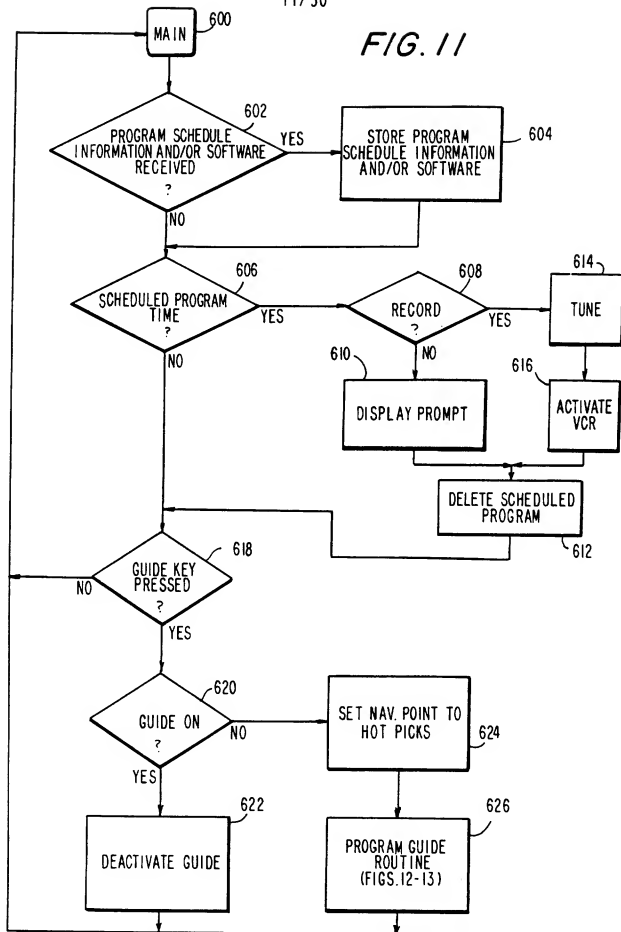 11/30
FIG. 11
MAIN
600
602
PROGRAM SCHEDULE
INFORMATION AND/OR SOFTWARE
RECEIVED
?
YES
NO
STORE PROGRAM
SCHEDULE INFORMATION
AND/OR SOFTWARE
604
606
SCHEDULED PROGRAM
TIME
?
YES
NO
608
RECORD
?
YES
NO
614
TUNE
610
DISPLAY PROMPT
616
ACTIVATE
VCR
DELETE SCHEDULED
PROGRAM
612
618
GUIDE KEY
PRESSED
?
NO
YES
620
GUIDE ON
?
NO
YES
SET NAV. POINT TO
HOT PICKS
624
622
DEACTIVATE GUIDE
626
PROGRAM GUIDE
ROUTINE
(FIGS.12-13)